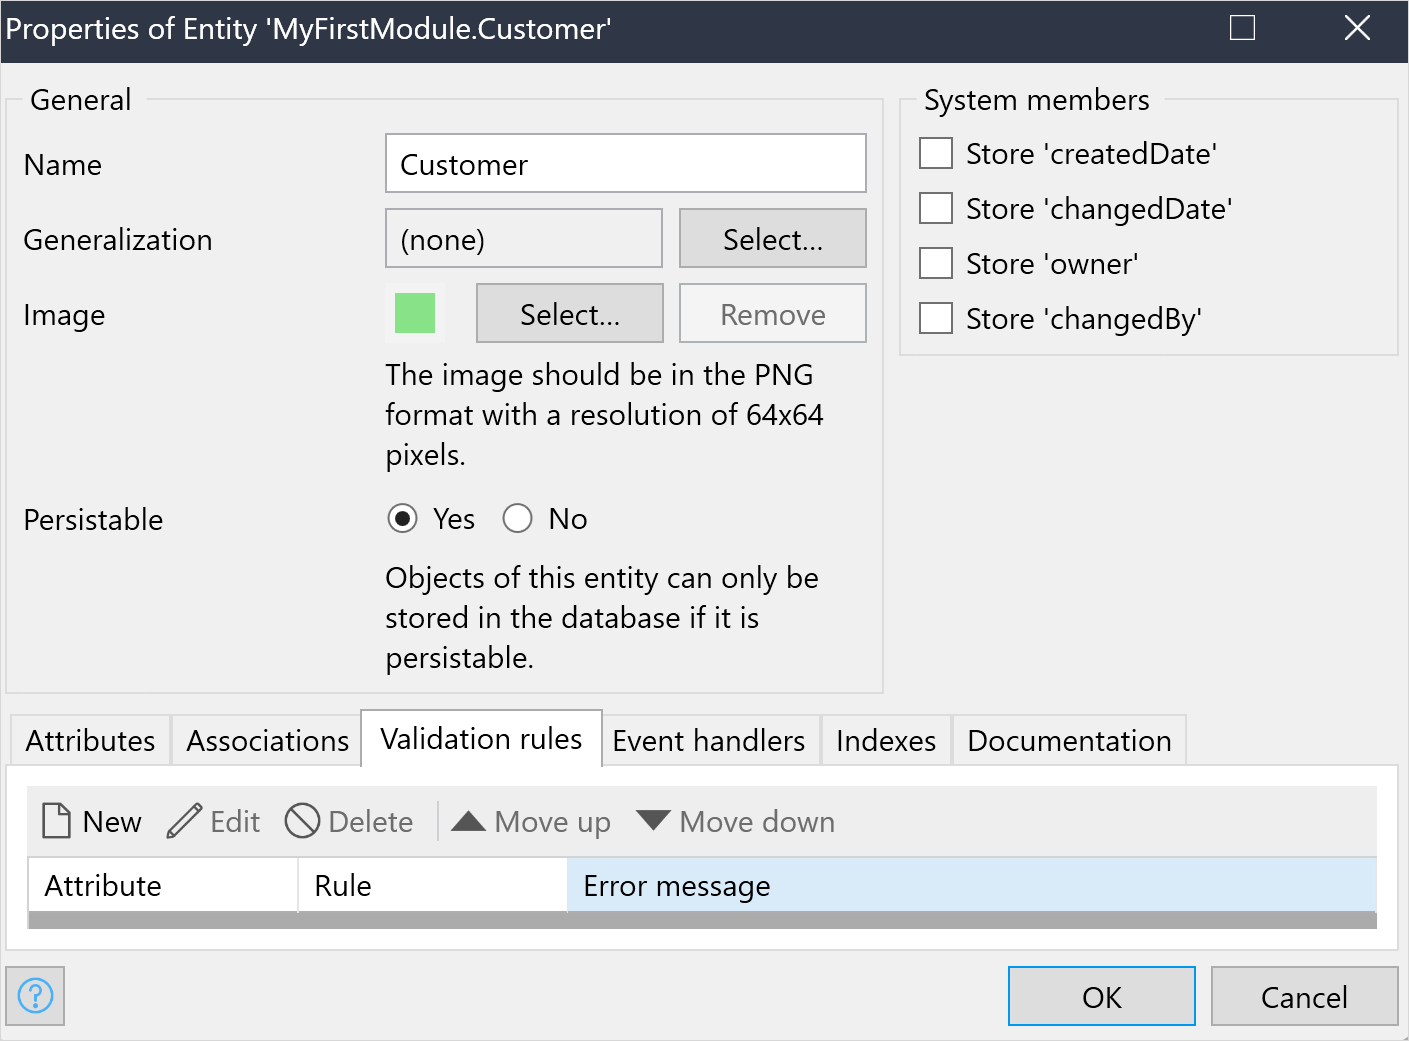 Properties of Entity 'MyFirstModule.Customer'
General
Name
Customer
Generalization
(none)
Select...
Image
Select...
Remove
The image should be in the PNG
format with a resolution of 64x64
pixels.
Persistable
Yes
No
Objects of this entity can only be
stored in the database if it is
persistable.
System members
Store 'createdDate'
Store 'changedDate'
Store 'owner'
Store 'changedBy'
Attributes
Associations
Validation rules
Event handlers
Indexes
Documentation
New
Edit
Delete
Move up
Move down
Attribute
Rule
Error message
?
OK
Cancel